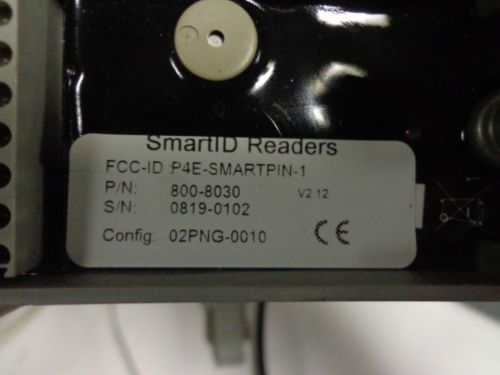 SmartID Readers
FCC-ID :P4E-SMARTPIN-1
P/N: 800-8030 V2.12
S/N: 0819-0102
Config: 02PNG-0010 CE